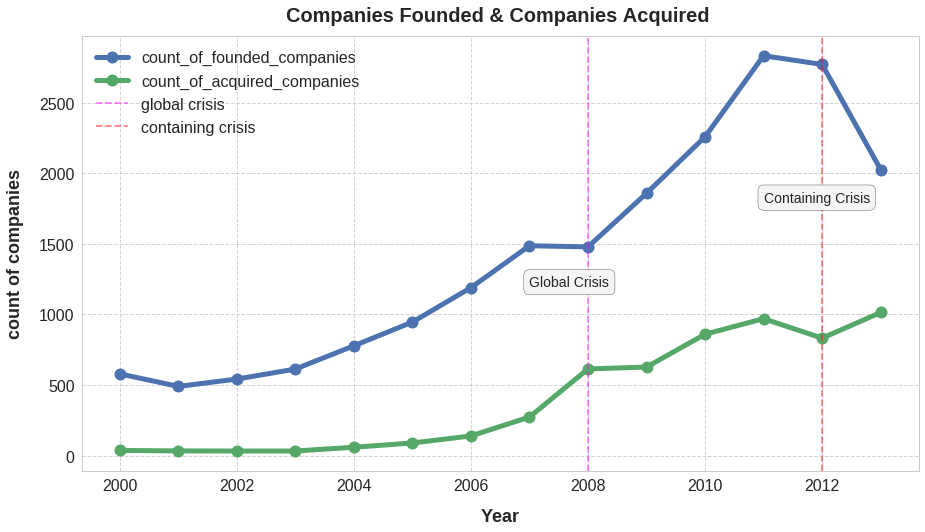 Companies Founded & Companies Acquired
count_of_founded_companies
count_of_acquired_companies
global crisis
containing crisis
count of companies
2500
2000
1500
1000
500
0
Containing Crisis
Global Crisis
2000 2002 2004 2006 2008 2010 2012
Year